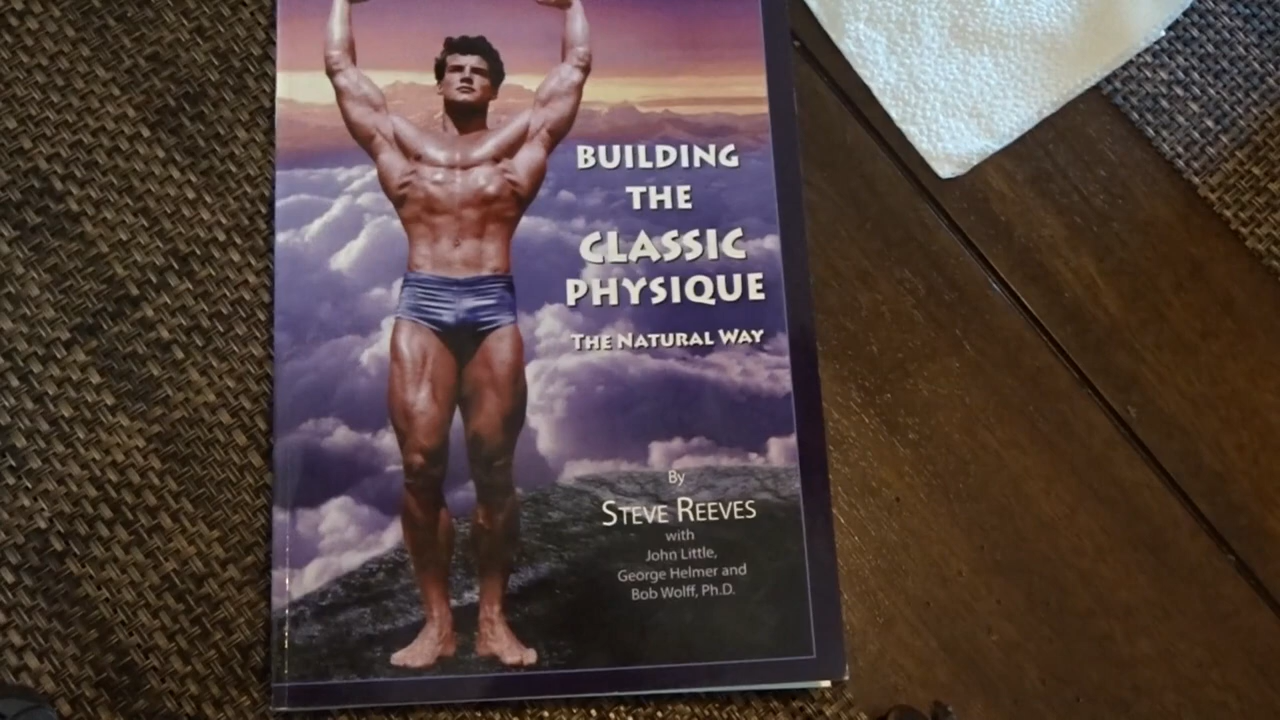 BUILDING
THE
CLASSIC
PHYSIQUE
THE NATURAL WAY
By
STEVE REEVES
with
John Little,
George Helmer and
Bob Wolff, Ph.D.